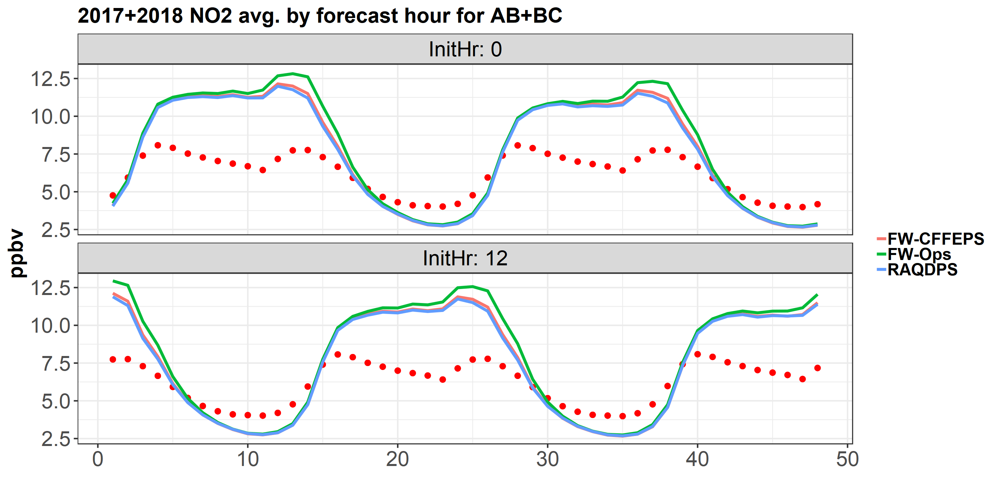 2017+2018 NO2 avg. by forecast hour for AB+BC
InitHr: 0
12.5
10.0
7.5
5.0
2.5
ppbv
InitHr: 12
12.5
10.0
7.5
5.0
2.5
0 10 20 30 40 50
FW-CFFEPS
FW-Ops
RAQDPS